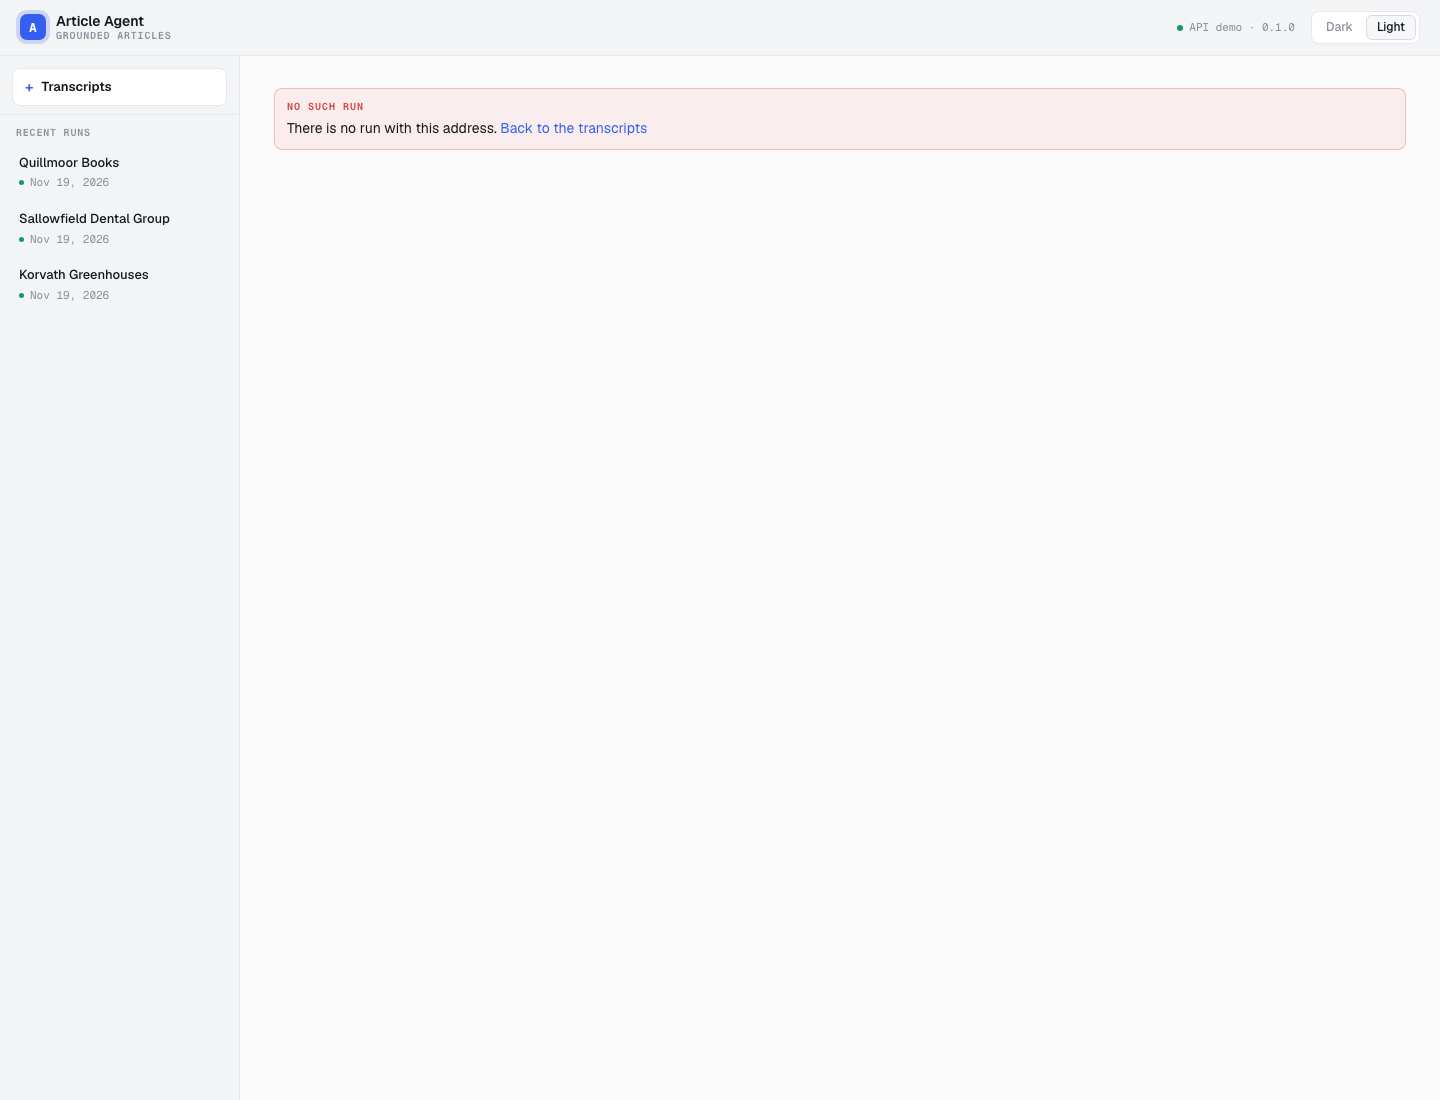 A
Article Agent
GROUNDED ARTICLES
API demo · 0.1.0
Dark
Light
+ Transcripts
RECENT RUNS
Quillmoor Books
Nov 19, 2026
Sallowfield Dental Group
Nov 19, 2026
Korvath Greenhouses
Nov 19, 2026
NO SUCH RUN
There is no run with this address. Back to the transcripts